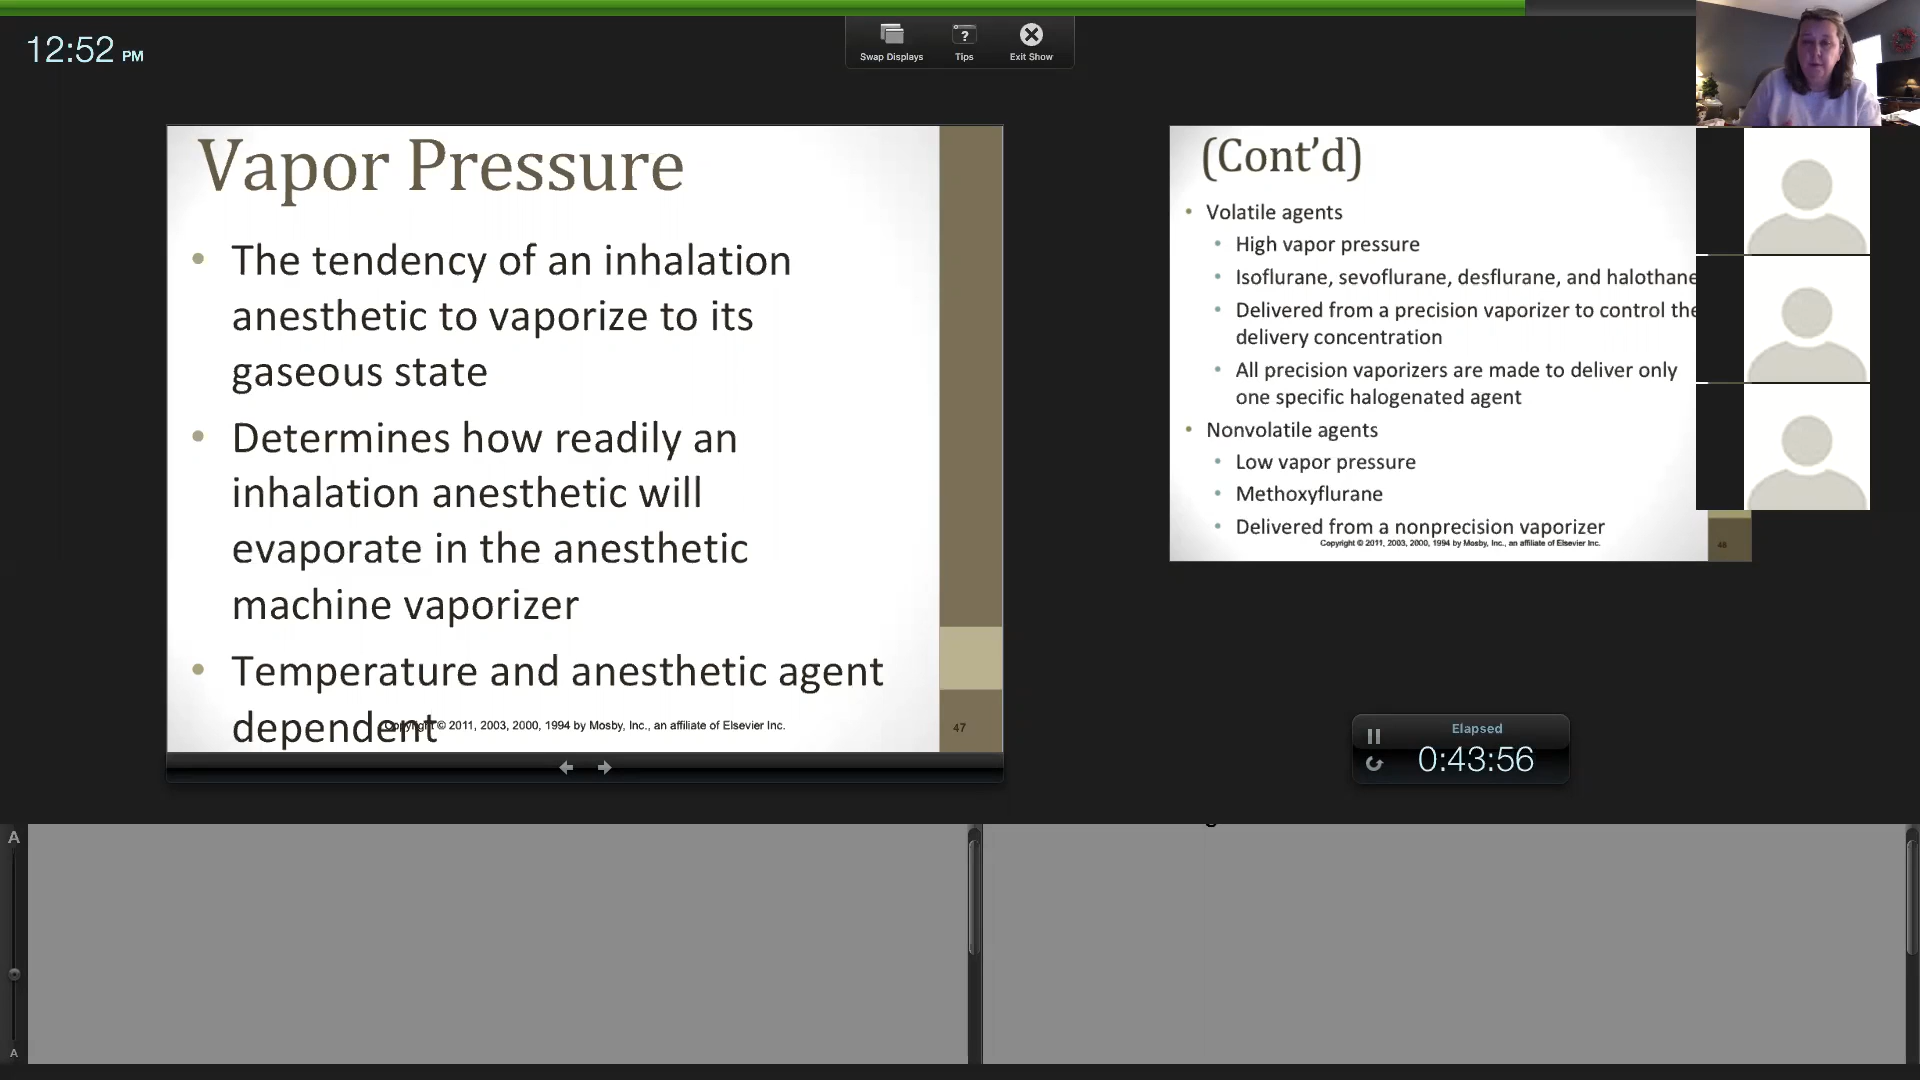 12:52 PM
Swap Displays
Tips
Exit Show
Vapor Pressure
• The tendency of an inhalation
anesthetic to vaporize to its
gaseous state
• Determines how readily an
inhalation anesthetic will
evaporate in the anesthetic
machine vaporizer
• Temperature and anesthetic agent
dependent
Copyright © 2011, 2003, 2000, 1994 by Mosby, Inc., an affiliate of Elsevier Inc.
47
(Cont’d)
• Volatile agents
• High vapor pressure
• Isoflurane, sevoflurane, desflurane, and halothane
• Delivered from a precision vaporizer to control the
delivery concentration
• All precision vaporizers are made to deliver only
one specific halogenated agent
• Nonvolatile agents
• Low vapor pressure
• Methoxyflurane
• Delivered from a nonprecision vaporizer
Copyright © 2011, 2003, 2000, 1994 by Mosby, Inc., an affiliate of Elsevier Inc.
48
Elapsed
0:43:56
A
A